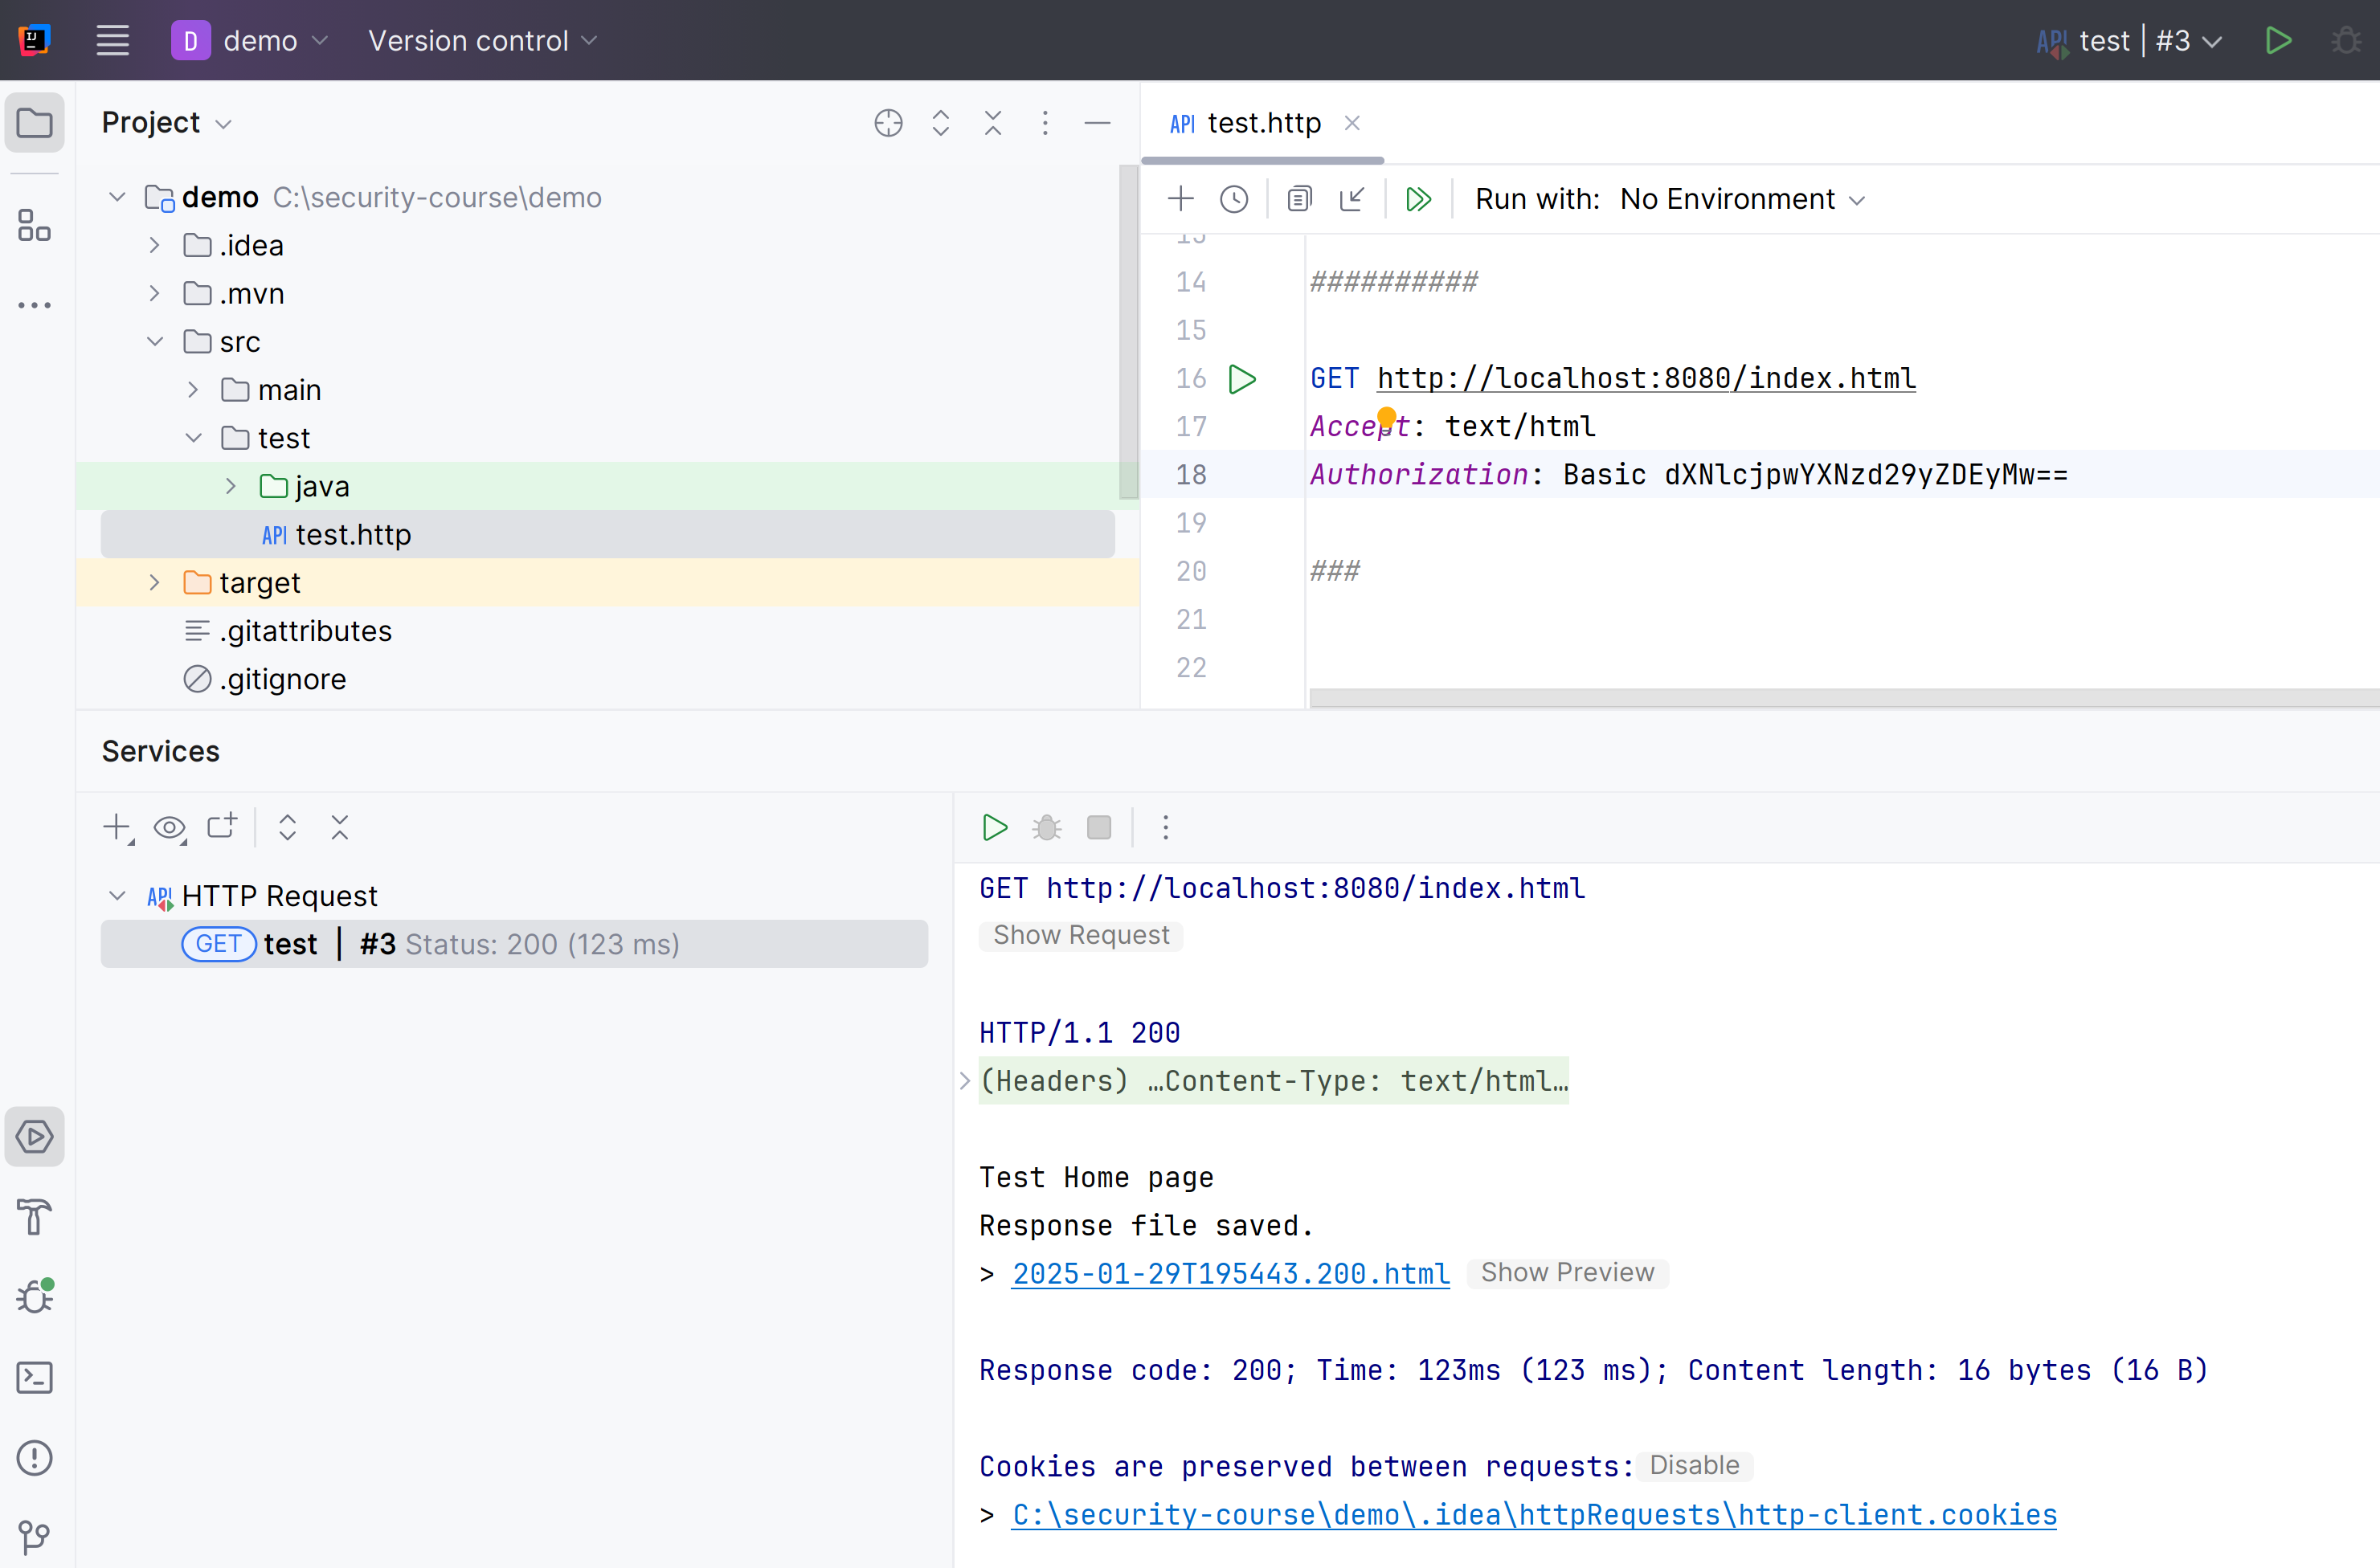 D demo Version control
test | #3
Project
demo C:\security-course\demo
.idea
.mvn
src
main
test
java
API test.http
target
.gitattributes
.gitignore
API test.http
Run with: No Environment
14 ##########
15
16 GET http://localhost:8080/index.html
17 Accept: text/html
18 Authorization: Basic dXNlcjpwYXNzd29yZDEyMw==
19
20 ###
21
22
Services
API HTTP Request
GET test | #3 Status: 200 (123 ms)
GET http://localhost:8080/index.html
Show Request
HTTP/1.1 200
(Headers) …Content-Type: text/html…
Test Home page
Response file saved.
> 2025-01-29T195443.200.html Show Preview
Response code: 200; Time: 123ms (123 ms); Content length: 16 bytes (16 B)
Cookies are preserved between requests: Disable
> C:\security-course\demo\.idea\httpRequests\http-client.cookies